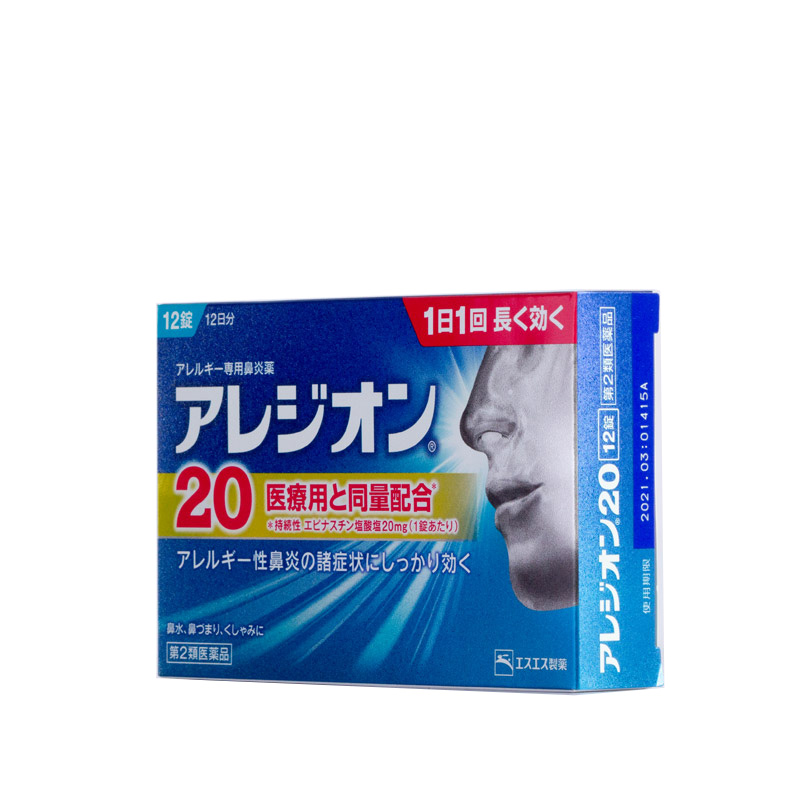 12錠 12日分
1日1回 長く効く
アレルギー専用鼻炎薬
アレジオン®
20 医療用と同量配合*
*持続性 エピナスチン塩酸塩20mg(1錠あたり)
アレルギー性鼻炎の諸症状にしっかり効く
鼻水、鼻づまり、くしゃみに
第2類医薬品
エスエス製薬
アレジオン®20 12錠 第2類医薬品
使用期限 2021.03:01415A